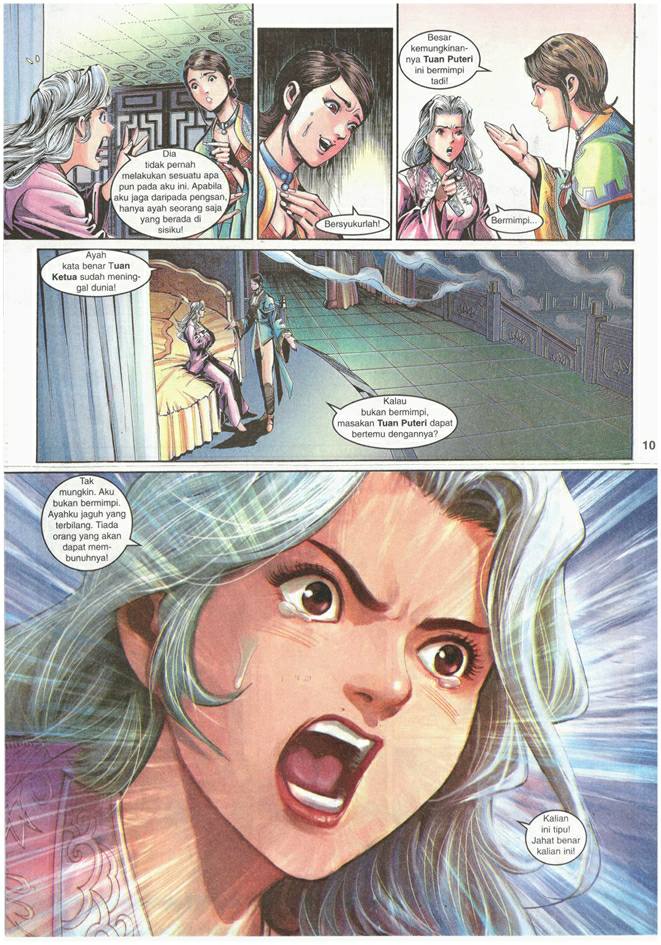 Dia
tidak pernah
melakukan sesuatu apa
pun pada aku ini. Apabila
aku jaga daripada pengsan,
hanya ayah seorang saja
yang berada di
sisiku!
Bersyukurlah!
Besar
kemungkinan-
nya Tuan Puteri
ini bermimpi
tadi!
Bermimpi...
Ayah
kata benar Tuan
Ketua sudah mening-
gal dunia!
Kalau
bukan bermimpi,
masakan Tuan Puteri dapat
bertemu dengannya?
10
Tak
mungkin. Aku
bukan bermimpi.
Ayahku jaguh yang
terbilang. Tiada
orang yang akan
dapat mem-
bunuhnya!
Kalian
ini tipu!
Jahat benar
kalian ini!